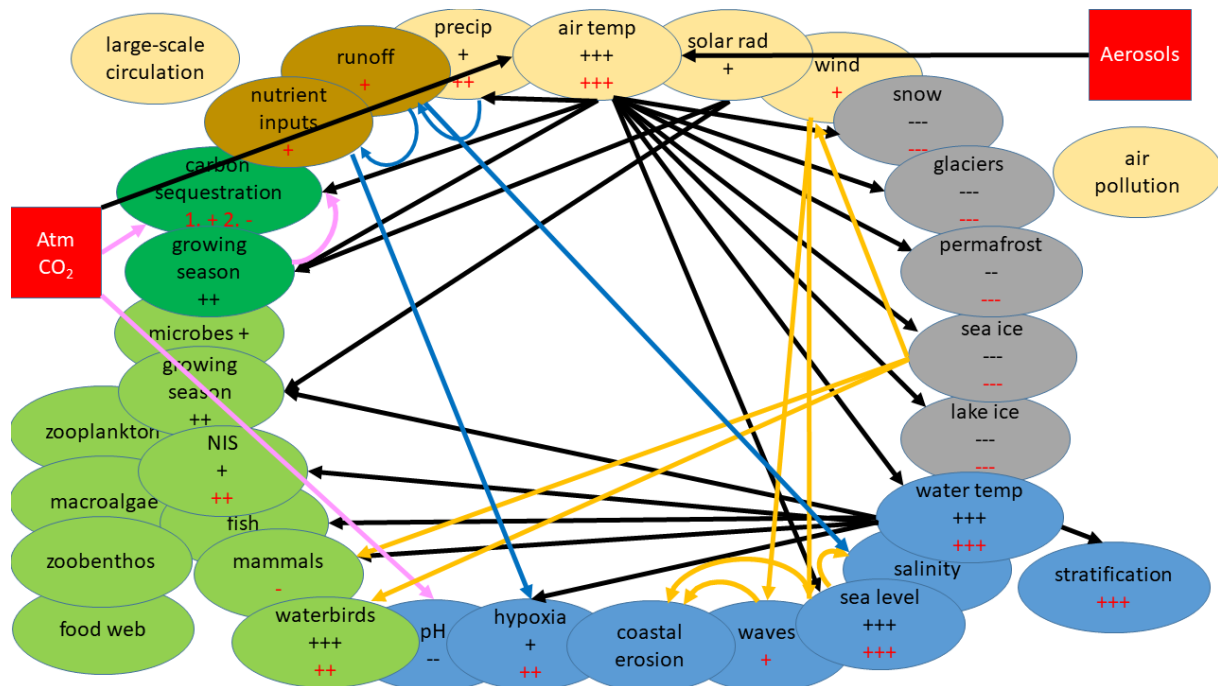 large-scale
circulation
runoff
+
precip
+
++
air temp
+++
+++
solar rad
+
wind
+
Aerosols
nutrient
inputs
+
snow
---
---
carbon
sequestration
1. + 2. -
glaciers
---
---
air
pollution
Atm
CO₂
growing
season
++
permafrost
--
---
microbes +
sea ice
---
---
growing
season
++
zooplankton
lake ice
---
---
NIS
+
++
macroalgae
fish
water temp
+++
+++
zoobenthos
mammals
-
salinity
stratification
+++
food web
waterbirds
+++
++
pH
--
hypoxia
+
++
coastal
erosion
waves
+
sea level
+++
+++